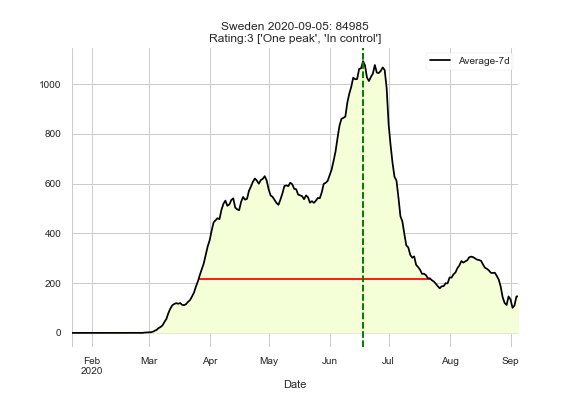 Sweden 2020-09-05: 84985
Rating:3 ['One peak', 'In control']
Average-7d
1000
800
600
400
200
0
Feb Mar Apr May Jun Jul Aug Sep
2020
Date